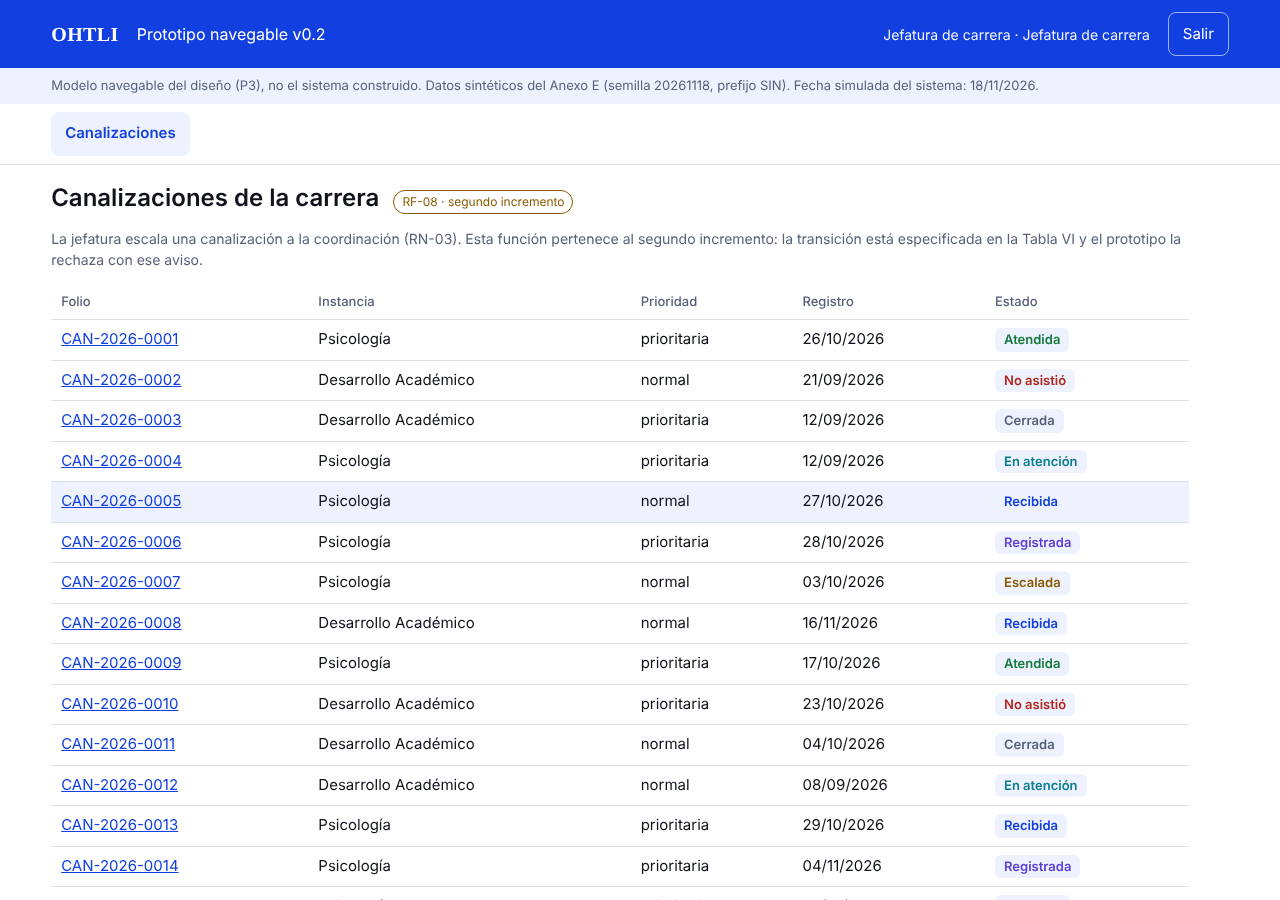 OHTLI Prototipo navegable v0.2 Jefatura de carrera · Jefatura de carrera Salir
Modelo navegable del diseño (P3), no el sistema construido. Datos sintéticos del Anexo E (semilla 20261118, prefijo SIN). Fecha simulada del sistema: 18/11/2026.
Canalizaciones
Canalizaciones de la carrera RF-08 · segundo incremento
La jefatura escala una canalización a la coordinación (RN-03). Esta función pertenece al segundo incremento: la transición está especificada en la Tabla VI y el prototipo la
rechaza con ese aviso.
Folio Instancia Prioridad Registro Estado
CAN-2026-0001 Psicología prioritaria 26/10/2026 Atendida
CAN-2026-0002 Desarrollo Académico normal 21/09/2026 No asistió
CAN-2026-0003 Desarrollo Académico prioritaria 12/09/2026 Cerrada
CAN-2026-0004 Psicología prioritaria 12/09/2026 En atención
CAN-2026-0005 Psicología normal 27/10/2026 Recibida
CAN-2026-0006 Psicología prioritaria 28/10/2026 Registrada
CAN-2026-0007 Psicología normal 03/10/2026 Escalada
CAN-2026-0008 Desarrollo Académico normal 16/11/2026 Recibida
CAN-2026-0009 Psicología prioritaria 17/10/2026 Atendida
CAN-2026-0010 Desarrollo Académico prioritaria 23/10/2026 No asistió
CAN-2026-0011 Desarrollo Académico normal 04/10/2026 Cerrada
CAN-2026-0012 Desarrollo Académico normal 08/09/2026 En atención
CAN-2026-0013 Psicología prioritaria 29/10/2026 Recibida
CAN-2026-0014 Psicología prioritaria 04/11/2026 Registrada